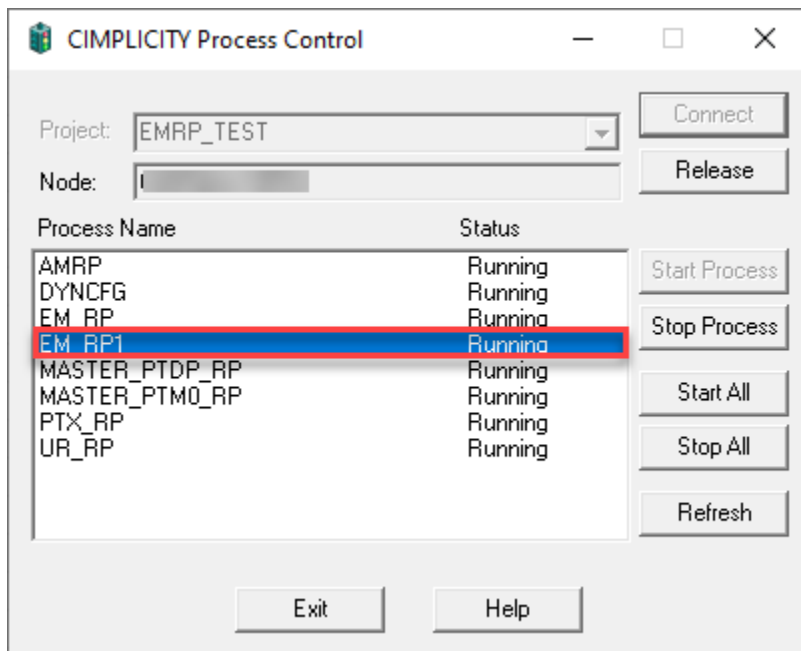 CIMPLICITY Process Control
Project: EMRP_TEST Connect
Node: Release
Process Name Status
AMRP Running Start Process
DYNCFG Running
EM_RP Running Stop Process
EM_RP1 Running
MASTER_PTDP_RP Running
MASTER_PTM0_RP Running Start All
PTX_RP Running
UR_RP Running Stop All
Refresh
Exit Help